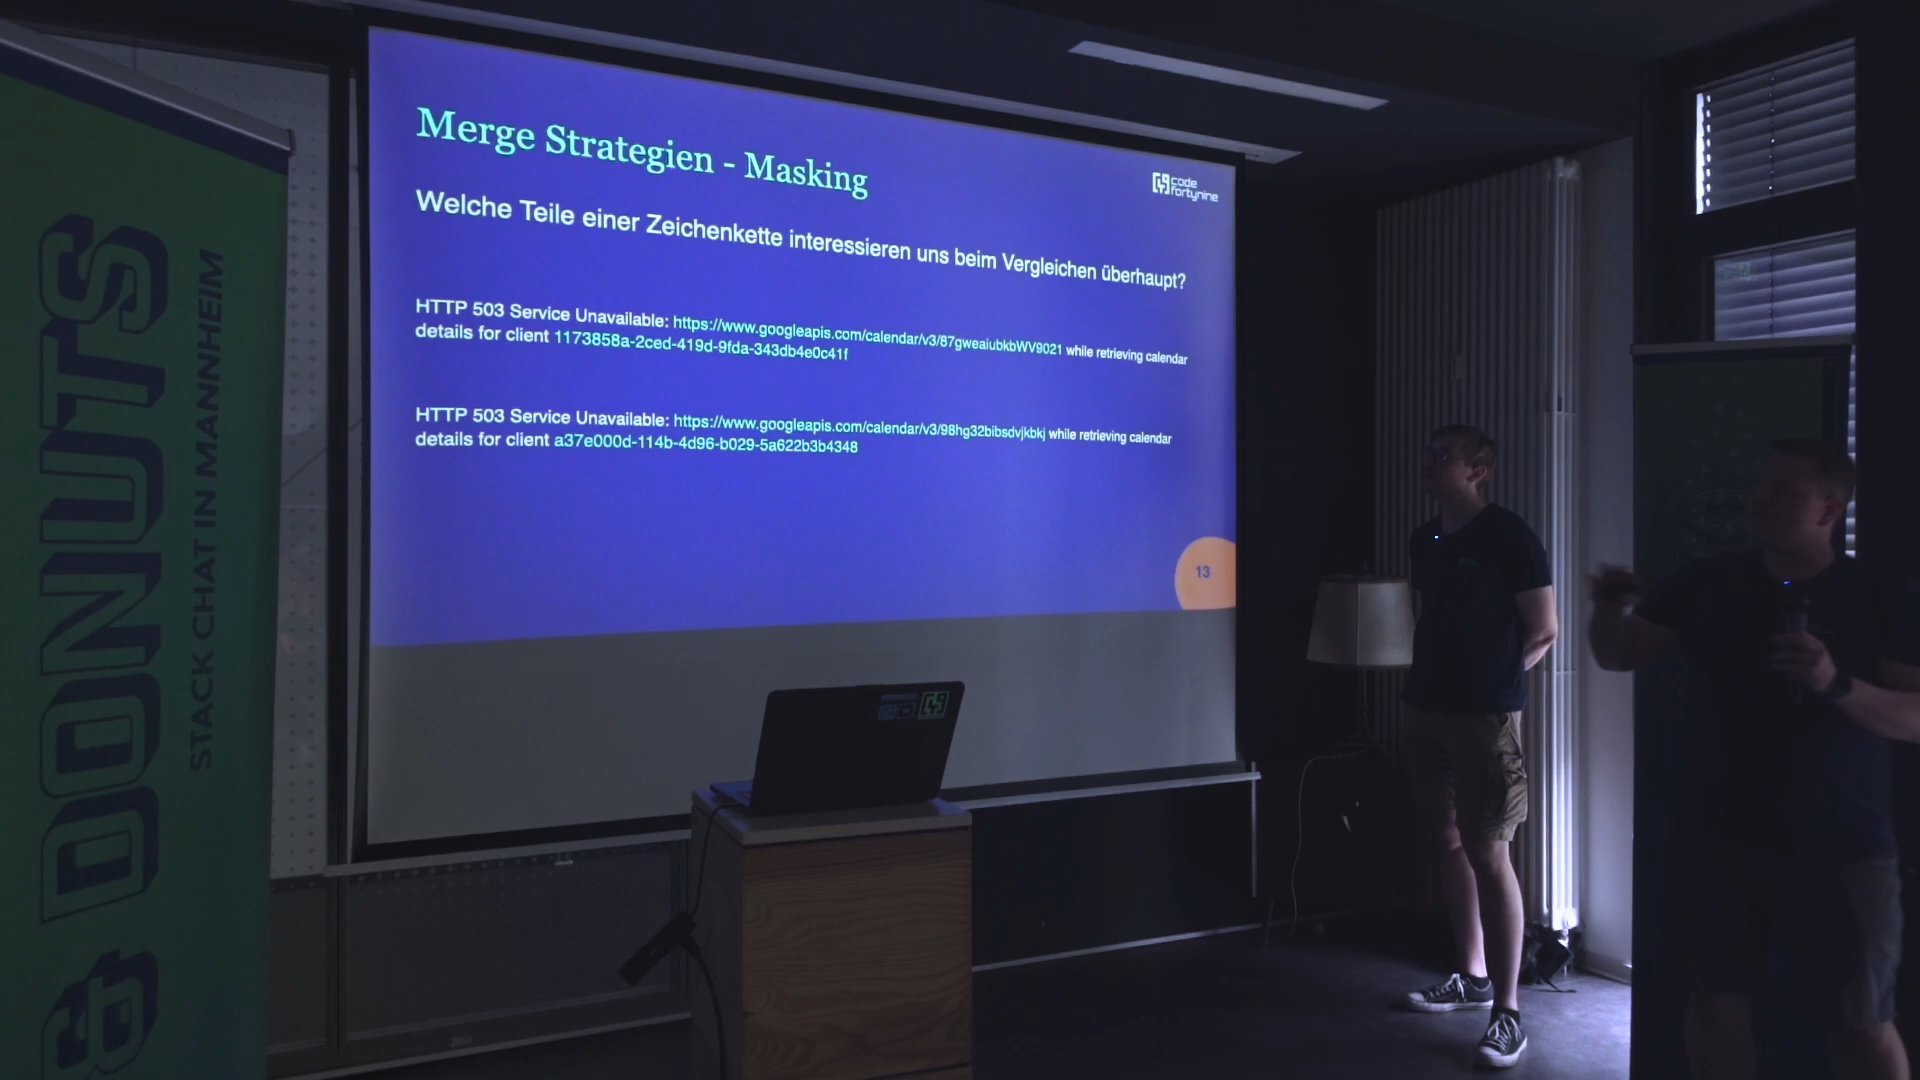 Merge Strategien - Masking
code
fortynine
Welche Teile einer Zeichenkette interessieren uns beim Vergleichen überhaupt?
HTTP 503 Service Unavailable: https://www.googleapis.com/calendar/v3/87gweaiubkbWV9021 while retrieving calendar
details for client 1173858a-2ced-419d-9fda-343db4e0c41f
HTTP 503 Service Unavailable: https://www.googleapis.com/calendar/v3/98hg32bibsdvjkbkj while retrieving calendar
details for client a37e000d-114b-4d96-b029-5a622b3b4348
13
& DONUTS
STACK CHAT IN MANNHEIM